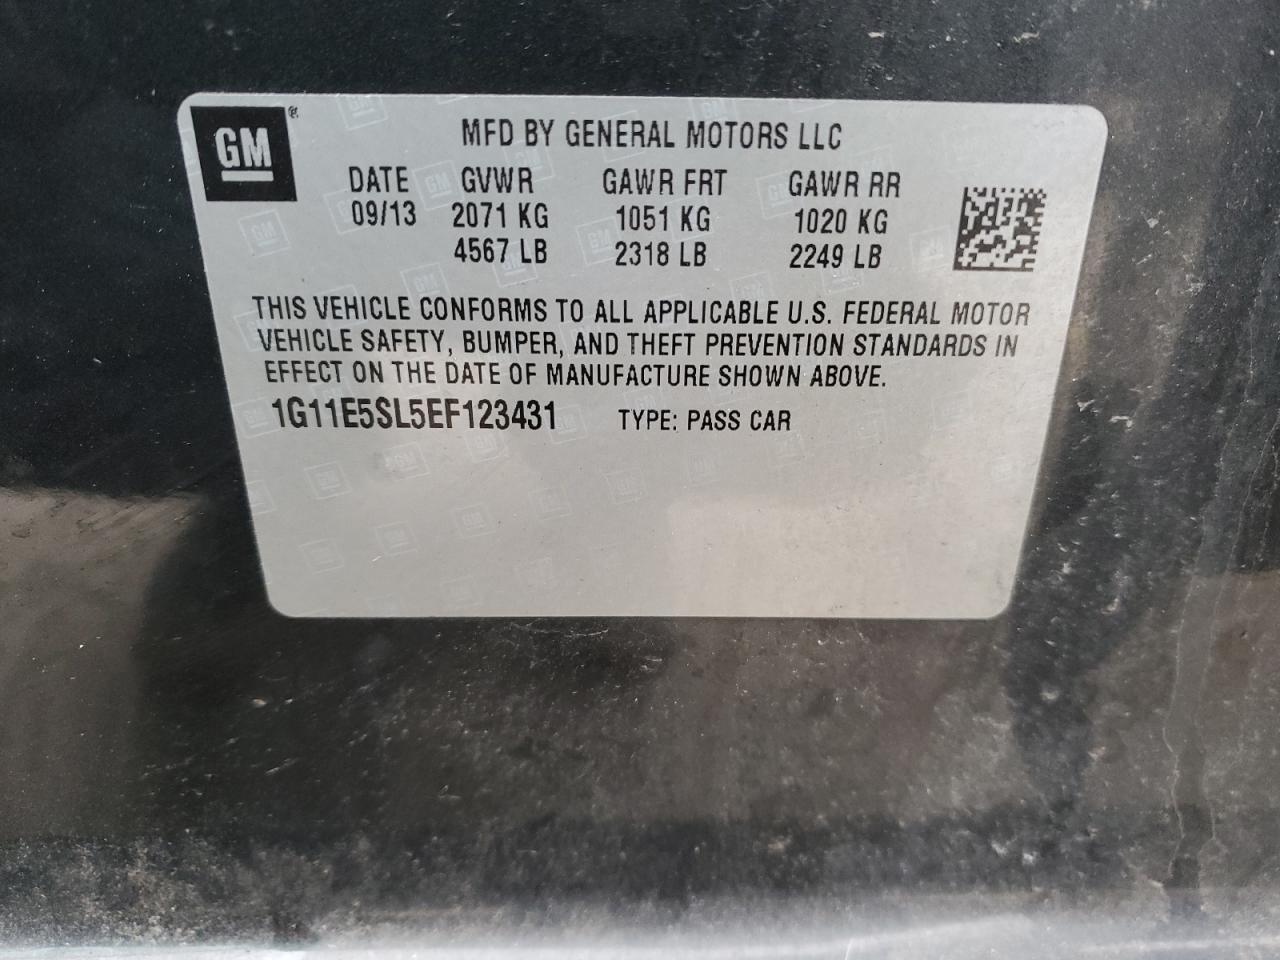 GM®
MFD BY GENERAL MOTORS LLC
DATE GVWR GAWR FRT GAWR RR
09/13 2071 KG 1051 KG 1020 KG
4567 LB 2318 LB 2249 LB
THIS VEHICLE CONFORMS TO ALL APPLICABLE U.S. FEDERAL MOTOR
VEHICLE SAFETY, BUMPER, AND THEFT PREVENTION STANDARDS IN
EFFECT ON THE DATE OF MANUFACTURE SHOWN ABOVE.
1G11E5SL5EF123431 TYPE: PASS CAR